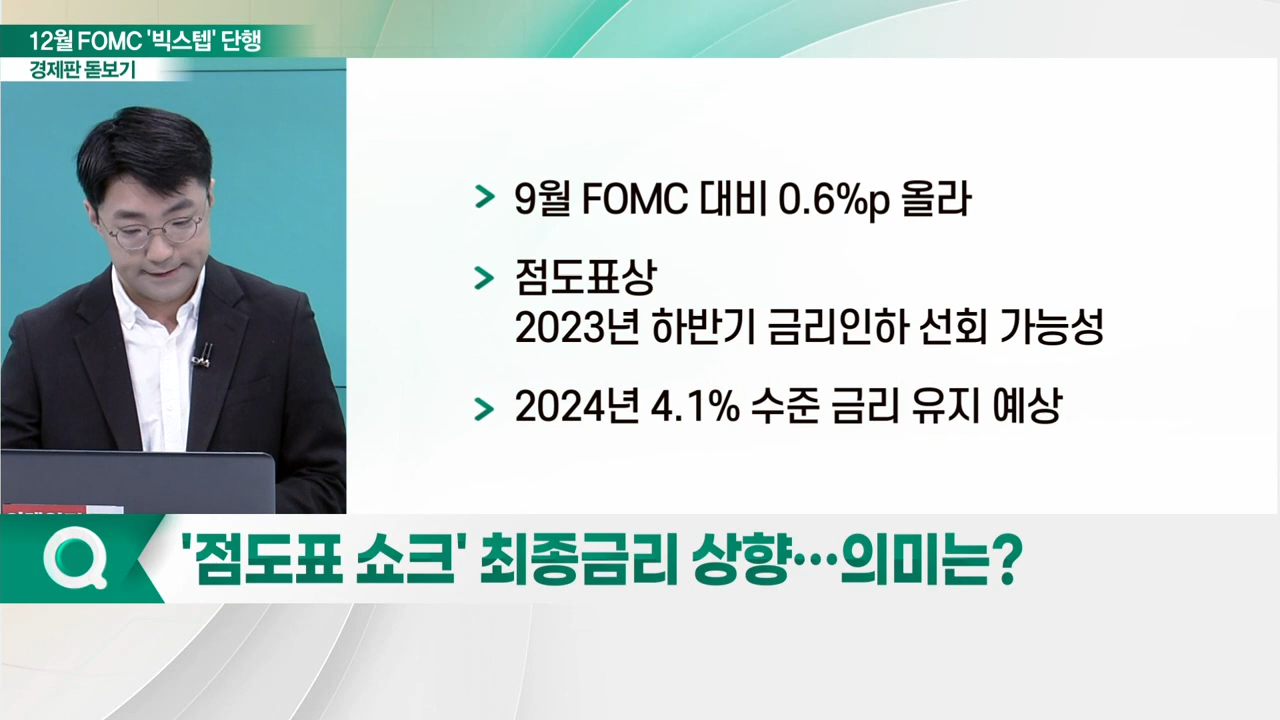 12월 FOMC '빅스텝' 단행
경제판 돋보기
> 9월 FOMC 대비 0.6%p 올라
> 점도표상
2023년 하반기 금리인하 선회 가능성
> 2024년 4.1% 수준 금리 유지 예상
'점도표 쇼크' 최종금리 상향…의미는?